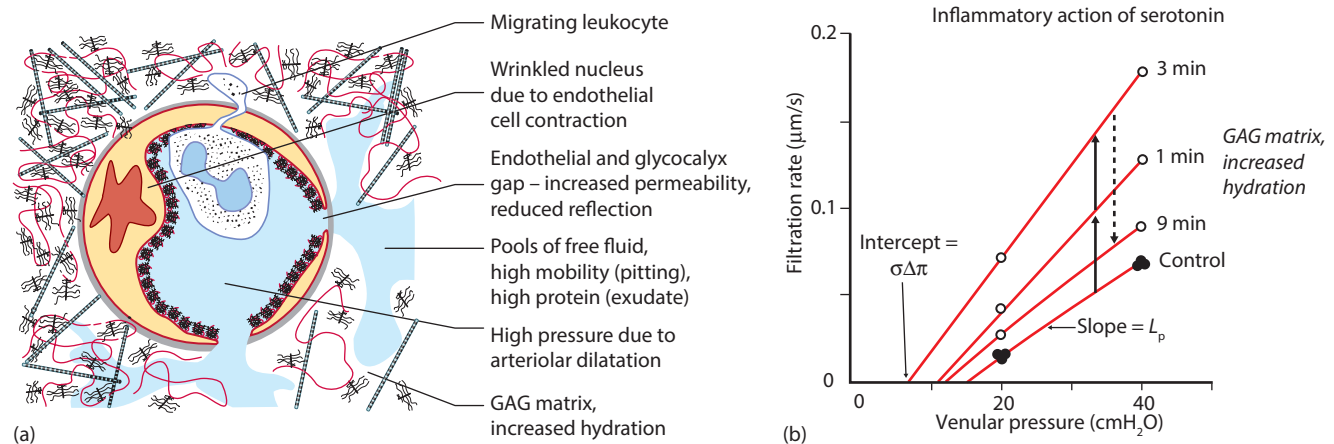 Migrating leukocyte
Wrinkled nucleus
due to endothelial
cell contraction
Endothelial and glycocalyx
gap – increased permeability,
reduced reflection
Pools of free fluid,
high mobility (pitting),
high protein (exudate)
High pressure due to
arteriolar dilatation
GAG matrix,
increased hydration
(a)
Inflammatory action of serotonin
0.2
0.1
0
Filtration rate (μm/s)
3 min
1 min
9 min
Control
GAG matrix,
increased
hydration
Intercept =
σΔπ
Slope = Lₚ
0
20
40
Venular pressure (cmH₂O)
(b)